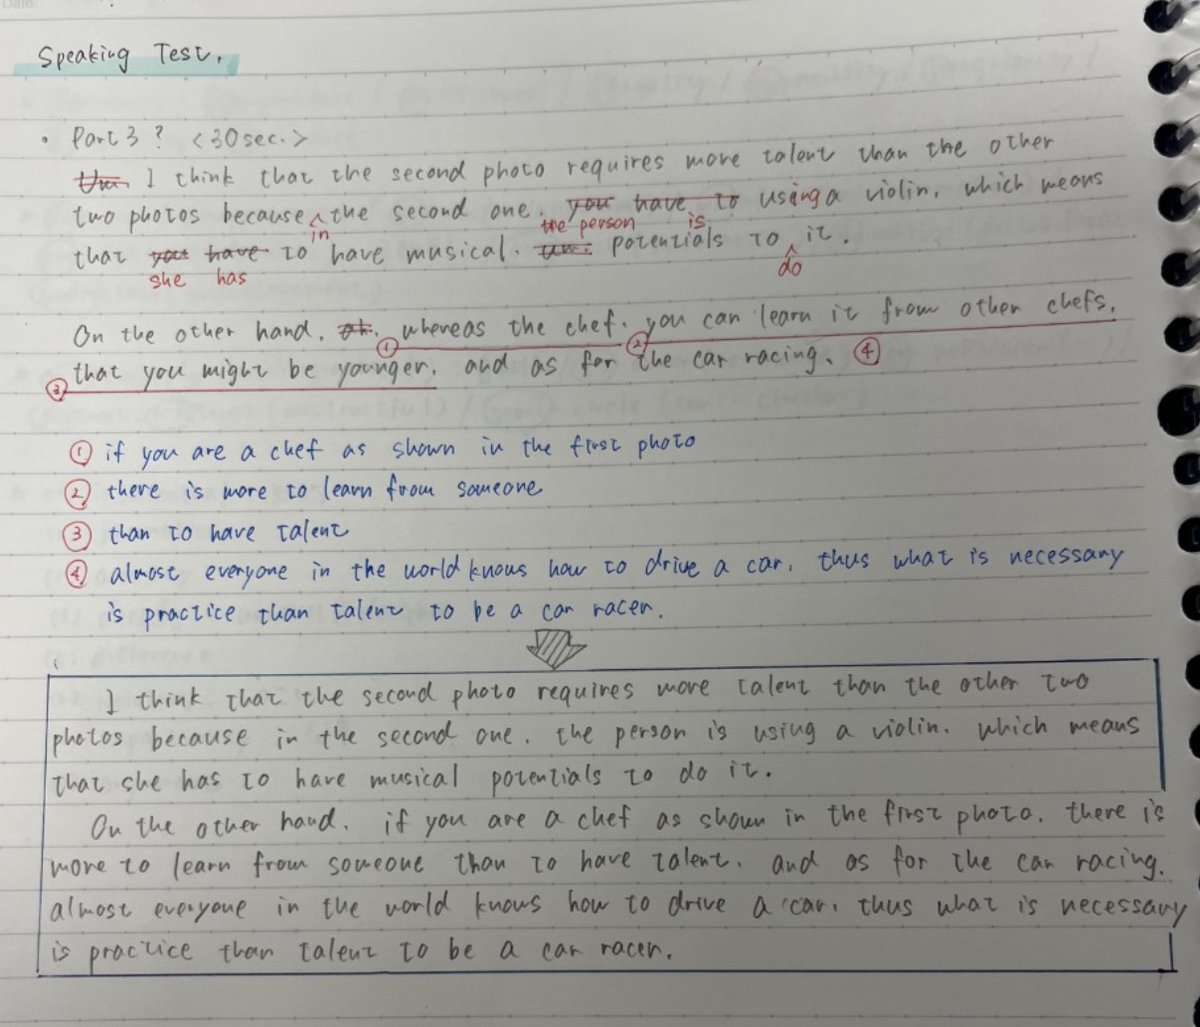 Speaking Test.
• Part 3 ? <30sec.>
Um. I think that the second photo requires more talent than the other
two photos because the second one. you have to using a violin. which means
in the person is
that you have to have musical. um. potentials to it.
she has do
On the other hand. ah. whereas the chef. you can learn it from other chefs.
① ②
that you might be younger. and as for the car racing. ④
③
① if you are a chef as shown in the first photo
② there is more to learn from someone
③ than to have talent
④ almost everyone in the world knows how to drive a car. thus what is necessary
is practice than talent to be a car racer.
I think that the second photo requires more talent than the other two
photos because in the second one. the person is using a violin. which means
that she has to have musical potentials to do it.
On the other hand. if you are a chef as shown in the first photo. there is
more to learn from someone than to have talent. and as for the car racing.
almost everyone in the world knows how to drive a car. thus what is necessary
is practice than talent to be a car racer.